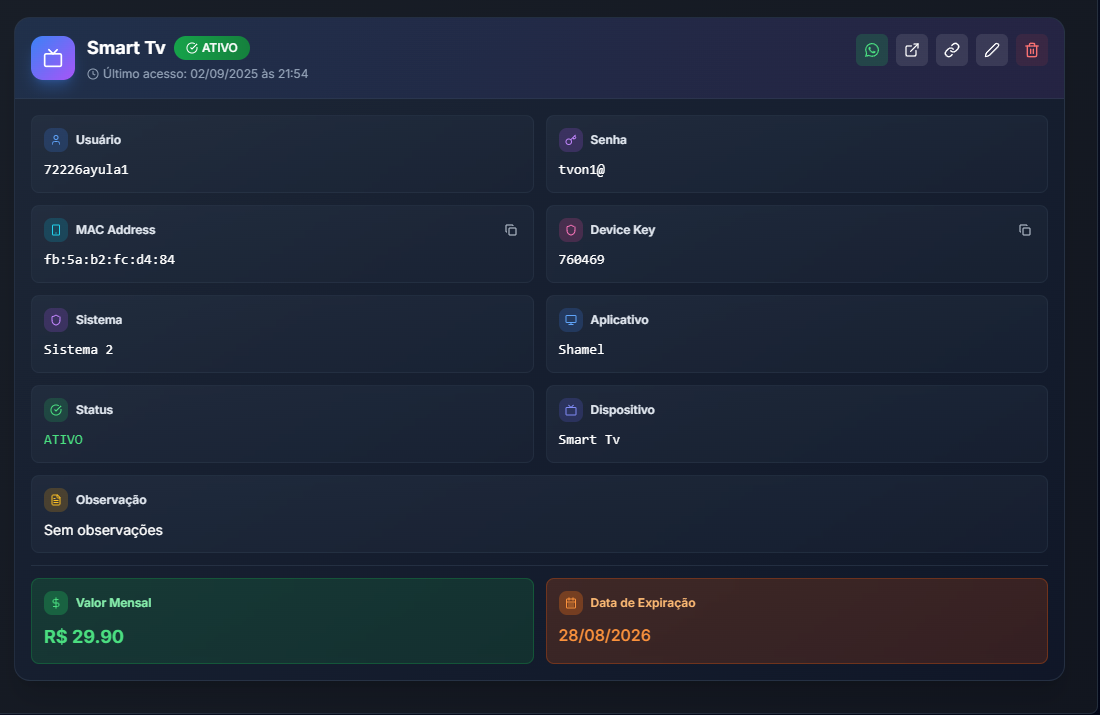 Smart Tv ATIVO
Último acesso: 02/09/2025 às 21:54
Usuário
72226ayula1
Senha
tvon1@
MAC Address
fb:5a:b2:fc:d4:84
Device Key
760469
Sistema
Sistema 2
Aplicativo
Shamel
Status
ATIVO
Dispositivo
Smart Tv
Observação
Sem observações
Valor Mensal
R$ 29.90
Data de Expiração
28/08/2026